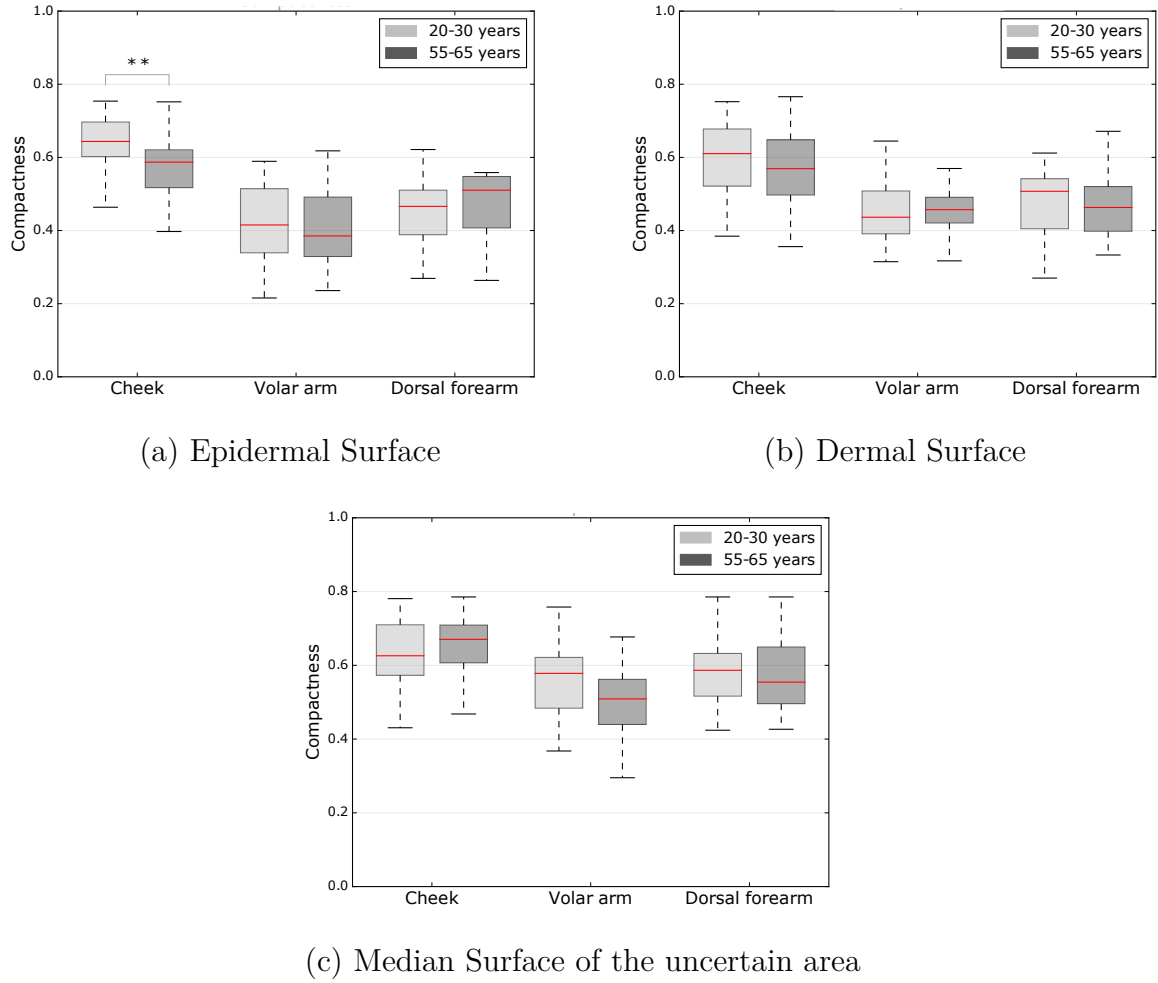 1.0
20-30 years
55-65 years
**
0.8
0.6
0.4
0.2
0.0
Compactness
Cheek Volar arm Dorsal forearm
(a) Epidermal Surface
1.0
20-30 years
55-65 years
0.8
0.6
0.4
0.2
0.0
Compactness
Cheek Volar arm Dorsal forearm
(b) Dermal Surface
1.0
20-30 years
55-65 years
0.8
0.6
0.4
0.2
0.0
Compactness
Cheek Volar arm Dorsal forearm
(c) Median Surface of the uncertain area